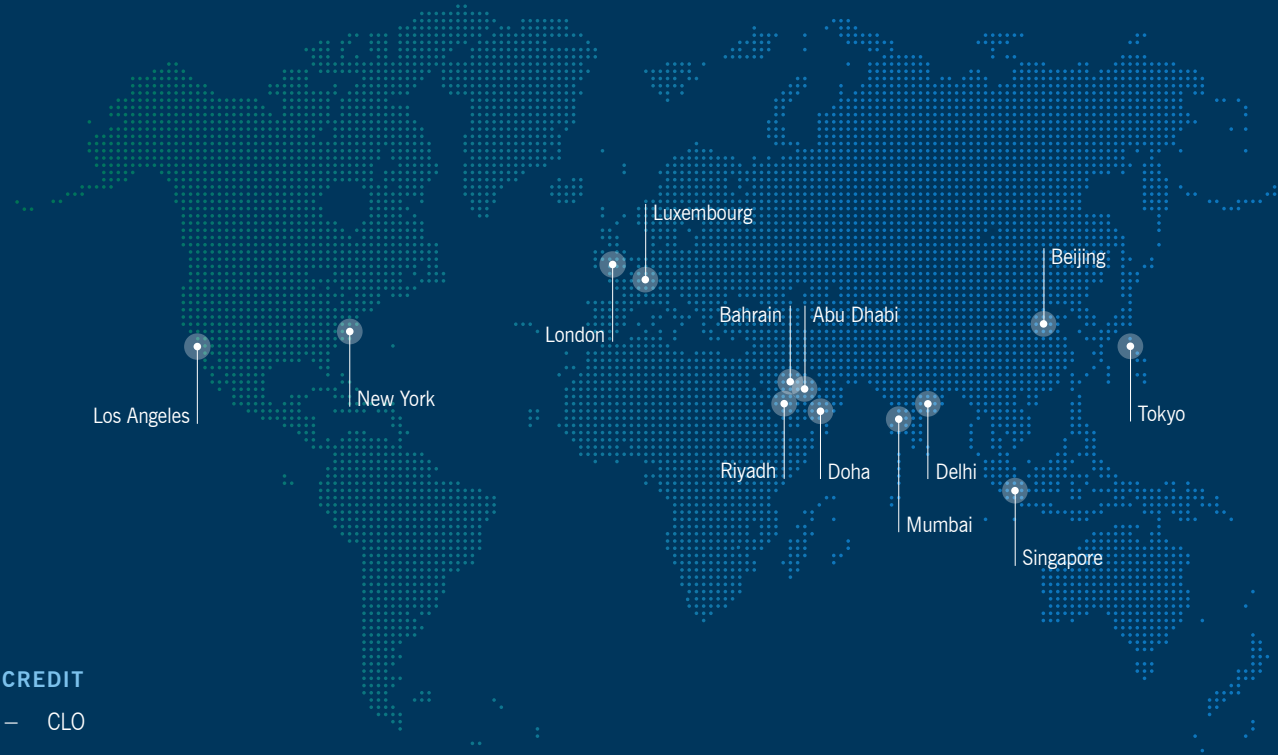 Luxembourg
Beijing
Bahrain
Abu Dhabi
London
New York
Los Angeles
Tokyo
Riyadh
Doha
Delhi
Mumbai
Singapore
CREDIT
– CLO